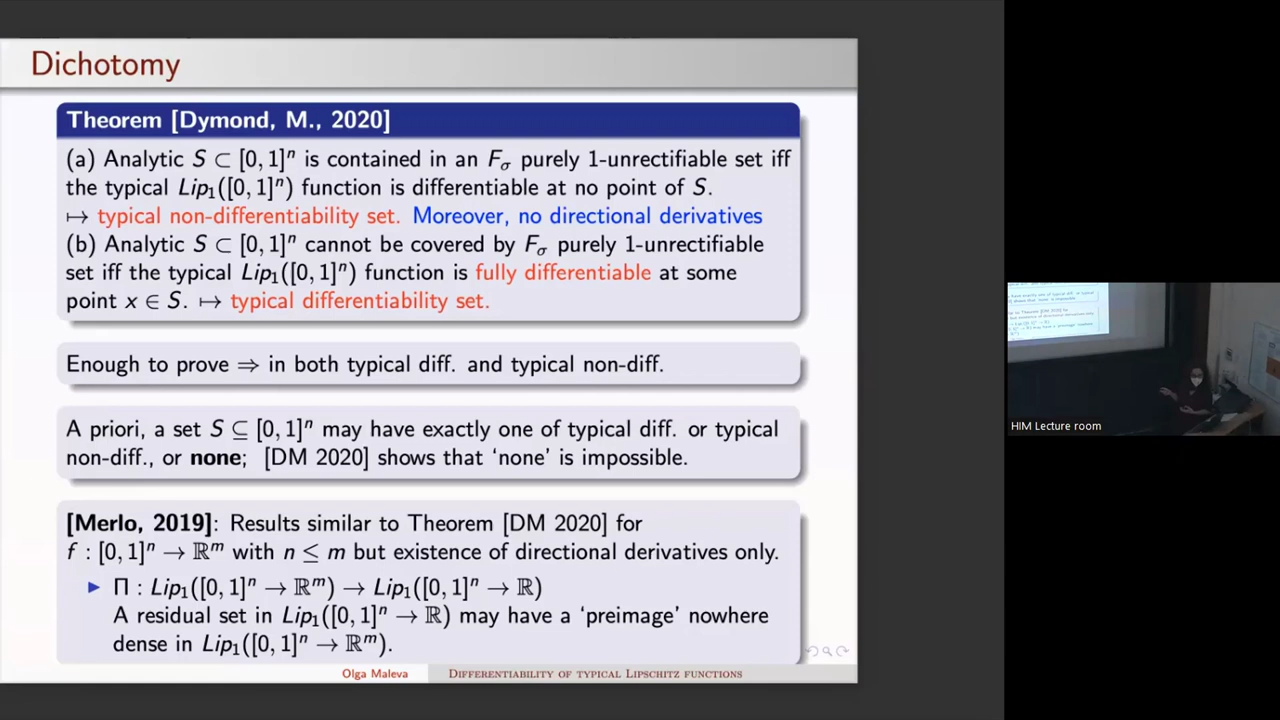 Dichotomy
Theorem [Dymond, M., 2020]
(a) Analytic S ⊂ [0, 1]ⁿ is contained in an Fσ purely 1-unrectifiable set iff
the typical Lip₁([0, 1]ⁿ) function is differentiable at no point of S.
↦ typical non-differentiability set. Moreover, no directional derivatives
(b) Analytic S ⊂ [0, 1]ⁿ cannot be covered by Fσ purely 1-unrectifiable
set iff the typical Lip₁([0, 1]ⁿ) function is fully differentiable at some
point x ∈ S. ↦ typical differentiability set.
Enough to prove ⇒ in both typical diff. and typical non-diff.
A priori, a set S ⊆ [0, 1]ⁿ may have exactly one of typical diff. or typical
non-diff., or none; [DM 2020] shows that ‘none’ is impossible.
[Merlo, 2019]: Results similar to Theorem [DM 2020] for
f : [0, 1]ⁿ → ℝᵐ with n ≤ m but existence of directional derivatives only.
▶ Π : Lip₁([0, 1]ⁿ → ℝᵐ) → Lip₁([0, 1]ⁿ → ℝ)
A residual set in Lip₁([0, 1]ⁿ → ℝ) may have a ‘preimage’ nowhere
dense in Lip₁([0, 1]ⁿ → ℝᵐ).
Olga Maleva
Differentiability of typical Lipschitz functions
HIM Lecture room